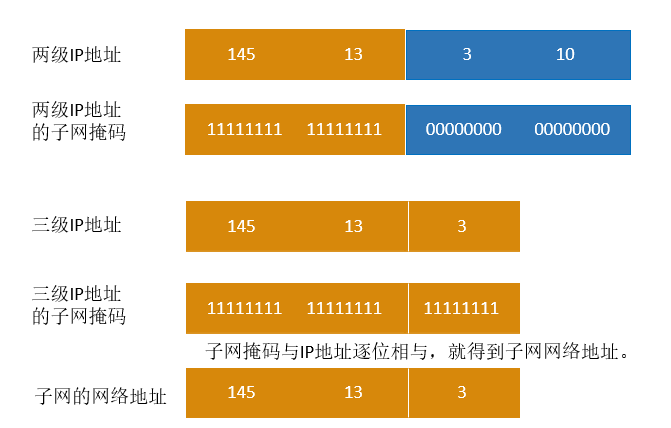 两级IP地址 145 13 3 10
两级IP地址
的子网掩码 11111111 11111111 00000000 00000000
三级IP地址 145 13 3
三级IP地址
的子网掩码 11111111 11111111 11111111
子网掩码与IP地址逐位相与，就得到子网网络地址。
子网的网络地址 145 13 3